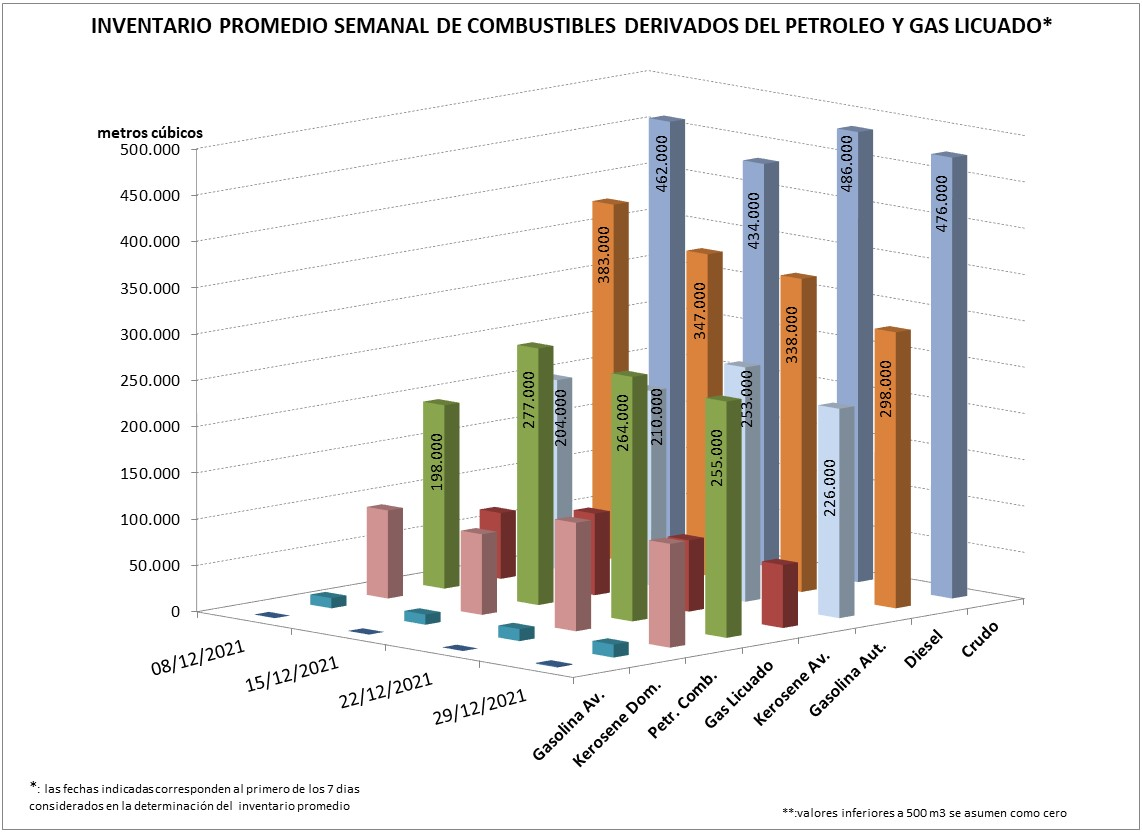 INVENTARIO PROMEDIO SEMANAL DE COMBUSTIBLES DERIVADOS DEL PETROLEO Y GAS LICUADO*
metros cúbicos
500.000
450.000
400.000
350.000
300.000
250.000
200.000
150.000
100.000
50.000
0
462.000
434.000
486.000
476.000
383.000
347.000
338.000
298.000
204.000
210.000
253.000
226.000
198.000
277.000
264.000
255.000
08/12/2021
15/12/2021
22/12/2021
29/12/2021
Gasolina Av.
Kerosene Dom.
Petr. Comb.
Gas Licuado
Kerosene Av.
Gasolina Aut.
Diesel
Crudo
*: las fechas indicadas corresponden al primero de los 7 dias
considerados en la determinación del inventario promedio
**:valores inferiores a 500 m3 se asumen como cero